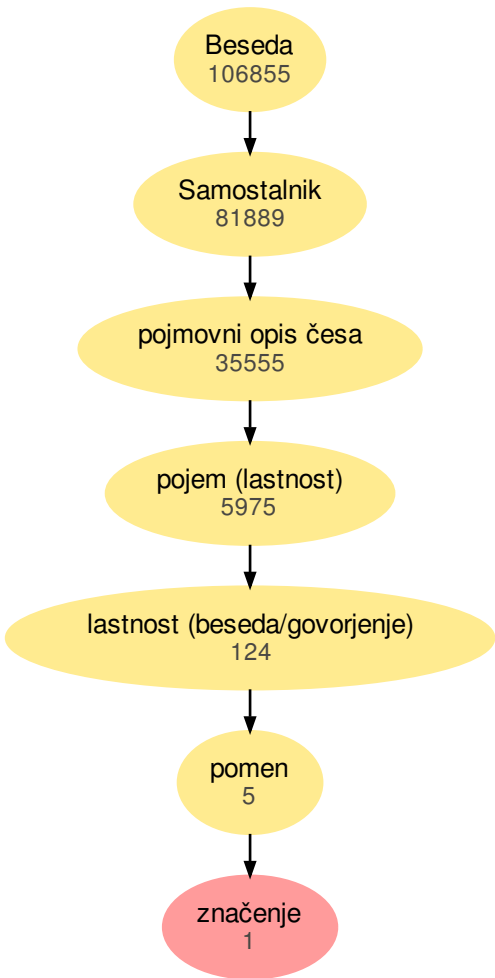 Beseda
106855
Samostalnik
81889
pojmovni opis česa
35555
pojem (lastnost)
5975
lastnost (beseda/govorjenje)
124
pomen
5
značenje
1